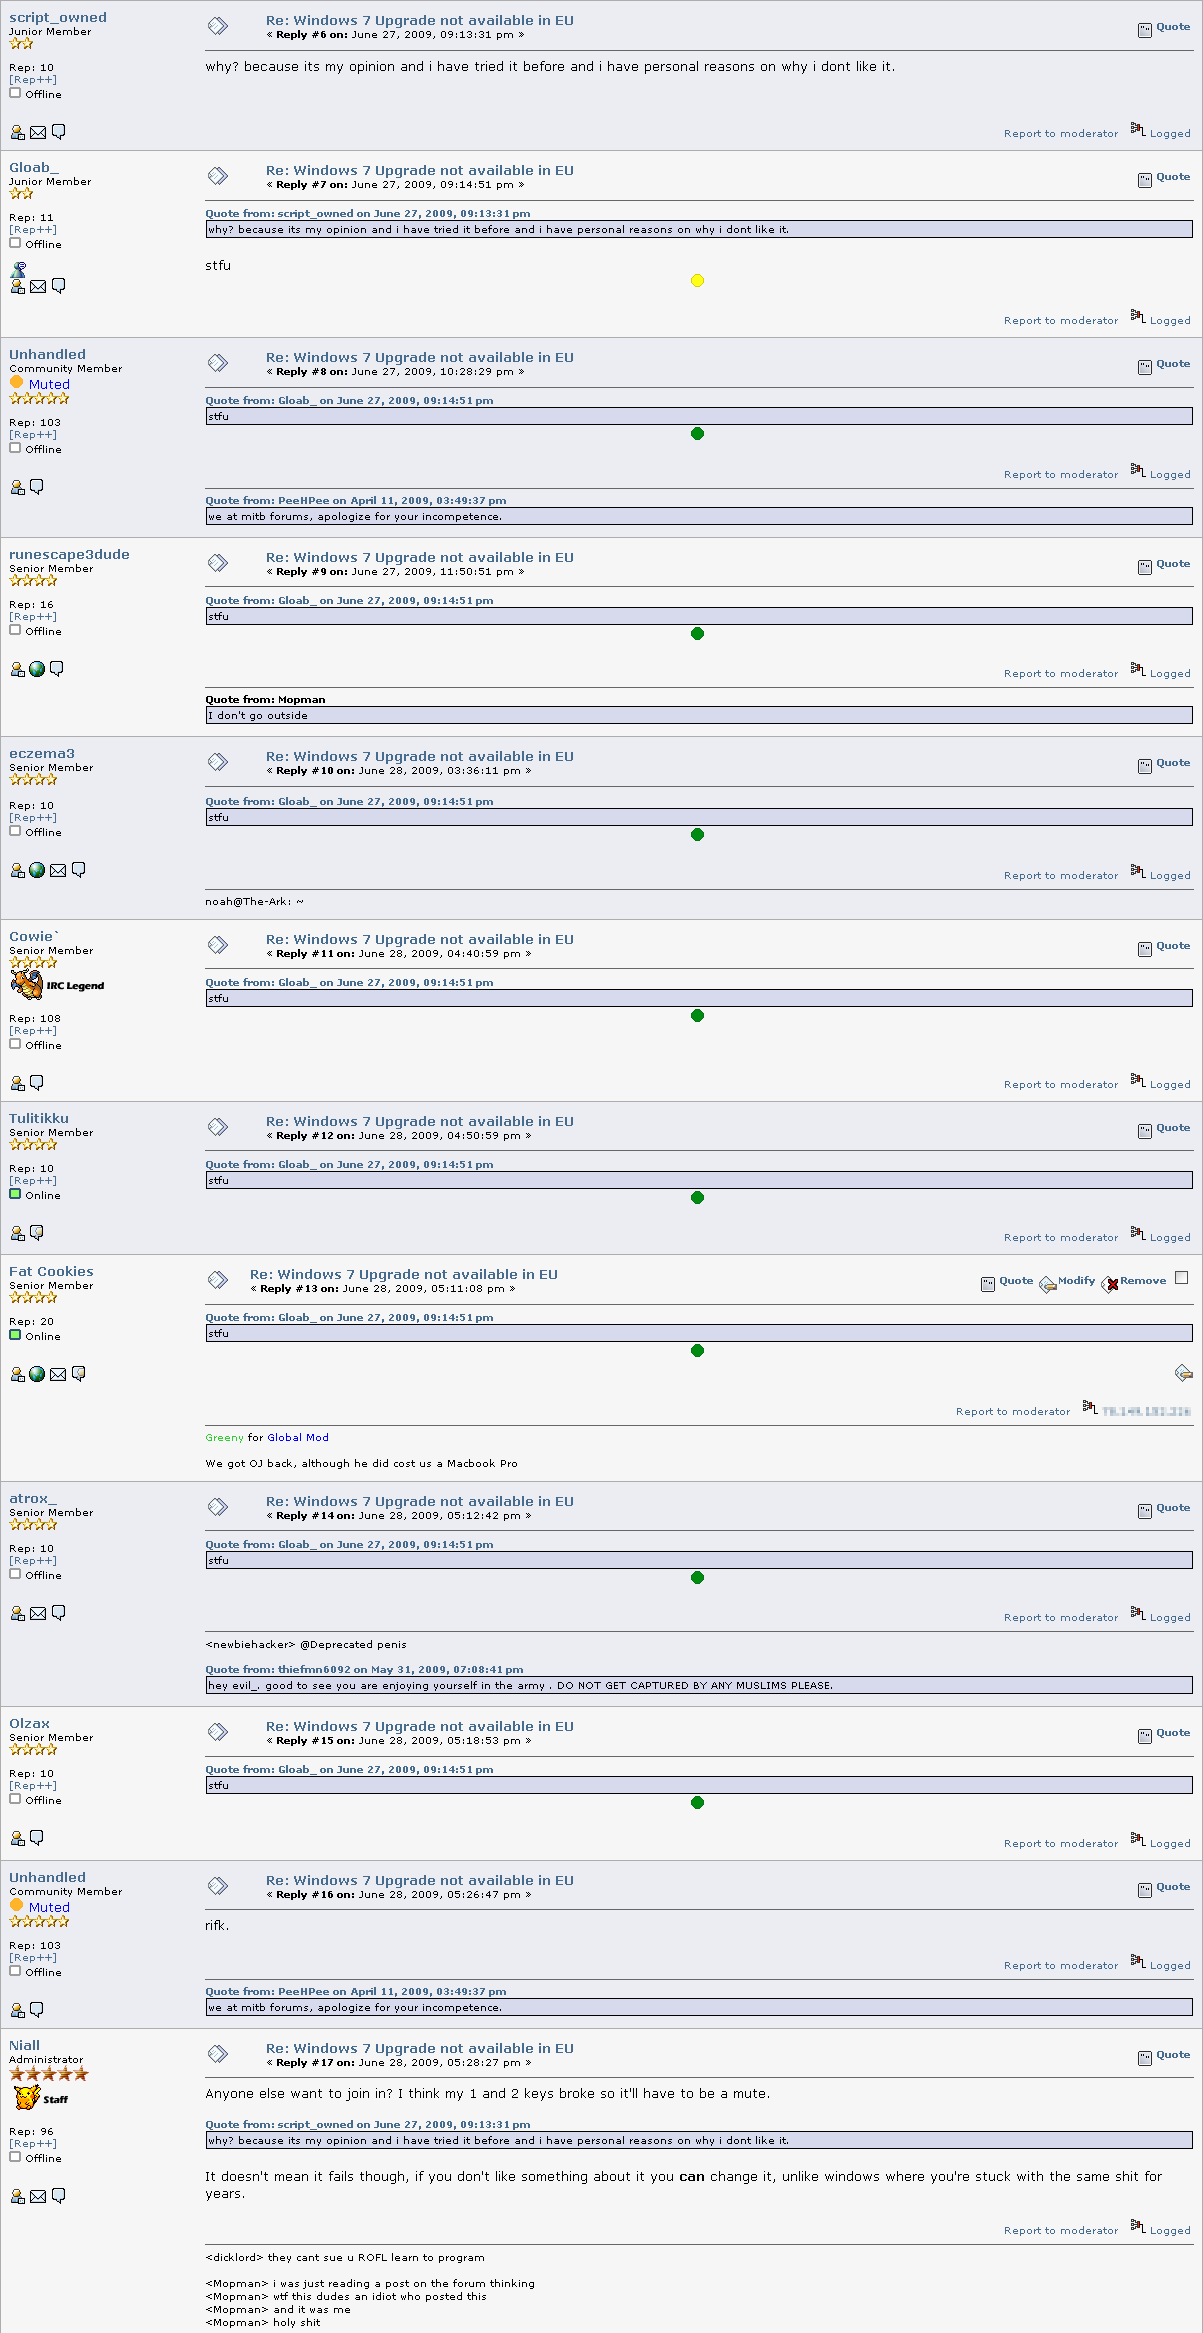 script_owned
Junior Member
Rep: 10
[Rep++]
Offline
Re: Windows 7 Upgrade not available in EU
« Reply #6 on: June 27, 2009, 09:13:31 pm »
Quote
why? because its my opinion and i have tried it before and i have personal reasons on why i dont like it.
Report to moderator Logged
Gloab_
Junior Member
Rep: 11
[Rep++]
Offline
Re: Windows 7 Upgrade not available in EU
« Reply #7 on: June 27, 2009, 09:14:51 pm »
Quote
Quote from: script_owned on June 27, 2009, 09:13:31 pm
why? because its my opinion and i have tried it before and i have personal reasons on why i dont like it.
stfu
Report to moderator Logged
Unhandled
Community Member
Muted
Rep: 103
[Rep++]
Offline
Re: Windows 7 Upgrade not available in EU
« Reply #8 on: June 27, 2009, 10:28:29 pm »
Quote
Quote from: Gloab_ on June 27, 2009, 09:14:51 pm
stfu
Report to moderator Logged
Quote from: PeeHPee on April 11, 2009, 03:49:37 pm
we at mitb forums, apologize for your incompetence.
runescape3dude
Senior Member
Rep: 16
[Rep++]
Offline
Re: Windows 7 Upgrade not available in EU
« Reply #9 on: June 27, 2009, 11:50:51 pm »
Quote
Quote from: Gloab_ on June 27, 2009, 09:14:51 pm
stfu
Report to moderator Logged
Quote from: Mopman
I don't go outside
eczema3
Senior Member
Rep: 10
[Rep++]
Offline
Re: Windows 7 Upgrade not available in EU
« Reply #10 on: June 28, 2009, 03:36:11 pm »
Quote
Quote from: Gloab_ on June 27, 2009, 09:14:51 pm
stfu
Report to moderator Logged
noah@The-Ark: ~
Cowie`
Senior Member
IRC Legend
Rep: 108
[Rep++]
Offline
Re: Windows 7 Upgrade not available in EU
« Reply #11 on: June 28, 2009, 04:40:59 pm »
Quote
Quote from: Gloab_ on June 27, 2009, 09:14:51 pm
stfu
Report to moderator Logged
Tulitikku
Senior Member
Rep: 10
[Rep++]
Online
Re: Windows 7 Upgrade not available in EU
« Reply #12 on: June 28, 2009, 04:50:59 pm »
Quote
Quote from: Gloab_ on June 27, 2009, 09:14:51 pm
stfu
Report to moderator Logged
Fat Cookies
Senior Member
Rep: 20
Online
Re: Windows 7 Upgrade not available in EU
« Reply #13 on: June 28, 2009, 05:11:08 pm »
Quote Modify Remove
Quote from: Gloab_ on June 27, 2009, 09:14:51 pm
stfu
Report to moderator
Greeny for Global Mod
We got OJ back, although he did cost us a Macbook Pro
atrox_
Senior Member
Rep: 10
[Rep++]
Offline
Re: Windows 7 Upgrade not available in EU
« Reply #14 on: June 28, 2009, 05:12:42 pm »
Quote
Quote from: Gloab_ on June 27, 2009, 09:14:51 pm
stfu
Report to moderator Logged
<newbiehacker> @Deprecated penis
Quote from: thiefmn6092 on May 31, 2009, 07:08:41 pm
hey evil_. good to see you are enjoying yourself in the army . DO NOT GET CAPTURED BY ANY MUSLIMS PLEASE.
Olzax
Senior Member
Rep: 10
[Rep++]
Offline
Re: Windows 7 Upgrade not available in EU
« Reply #15 on: June 28, 2009, 05:18:53 pm »
Quote
Quote from: Gloab_ on June 27, 2009, 09:14:51 pm
stfu
Report to moderator Logged
Unhandled
Community Member
Muted
Rep: 103
[Rep++]
Offline
Re: Windows 7 Upgrade not available in EU
« Reply #16 on: June 28, 2009, 05:26:47 pm »
Quote
rifk.
Report to moderator Logged
Quote from: PeeHPee on April 11, 2009, 03:49:37 pm
we at mitb forums, apologize for your incompetence.
Niall
Administrator
Staff
Rep: 96
[Rep++]
Offline
Re: Windows 7 Upgrade not available in EU
« Reply #17 on: June 28, 2009, 05:28:27 pm »
Quote
Anyone else want to join in? I think my 1 and 2 keys broke so it'll have to be a mute.
Quote from: script_owned on June 27, 2009, 09:13:31 pm
why? because its my opinion and i have tried it before and i have personal reasons on why i dont like it.
It doesn't mean it fails though, if you don't like something about it you can change it, unlike windows where you're stuck with the same shit for
years.
Report to moderator Logged
<dicklord> they cant sue u ROFL learn to program
<Mopman> i was just reading a post on the forum thinking
<Mopman> wtf this dudes an idiot who posted this
<Mopman> and it was me
<Mopman> holy shit